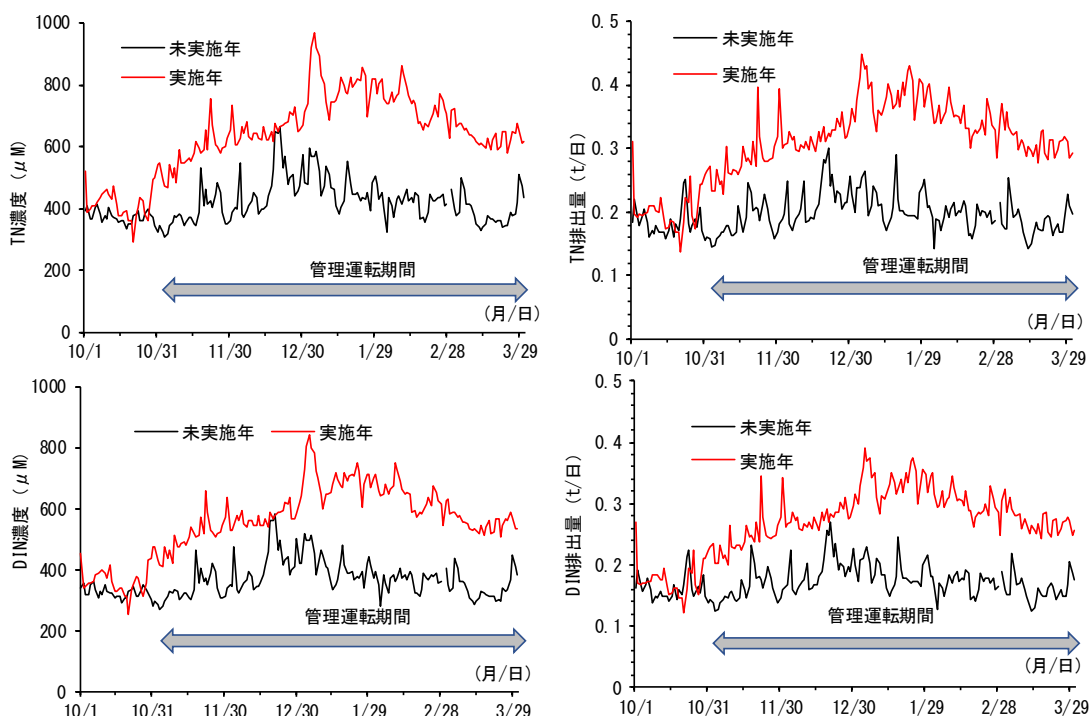 TN濃度 (μM)
1000
800
600
400
200
0
未実施年
実施年
管理運転期間
(月/日)
10/1 10/31 11/30 12/30 1/29 2/28 3/29
TN排出量 (t/日)
0.5
0.4
0.3
0.2
0.1
0
未実施年
実施年
管理運転期間
(月/日)
10/1 10/31 11/30 12/30 1/29 2/28 3/29
DIN濃度 (μM)
1000
800
600
400
200
0
未実施年 実施年
管理運転期間
(月/日)
10/1 10/31 11/30 12/30 1/29 2/28 3/29
DIN排出量 (t/日)
0.5
0.4
0.3
0.2
0.1
0.0
未実施年
実施年
管理運転期間
(月/日)
10/1 10/31 11/30 12/30 1/29 2/28 3/29